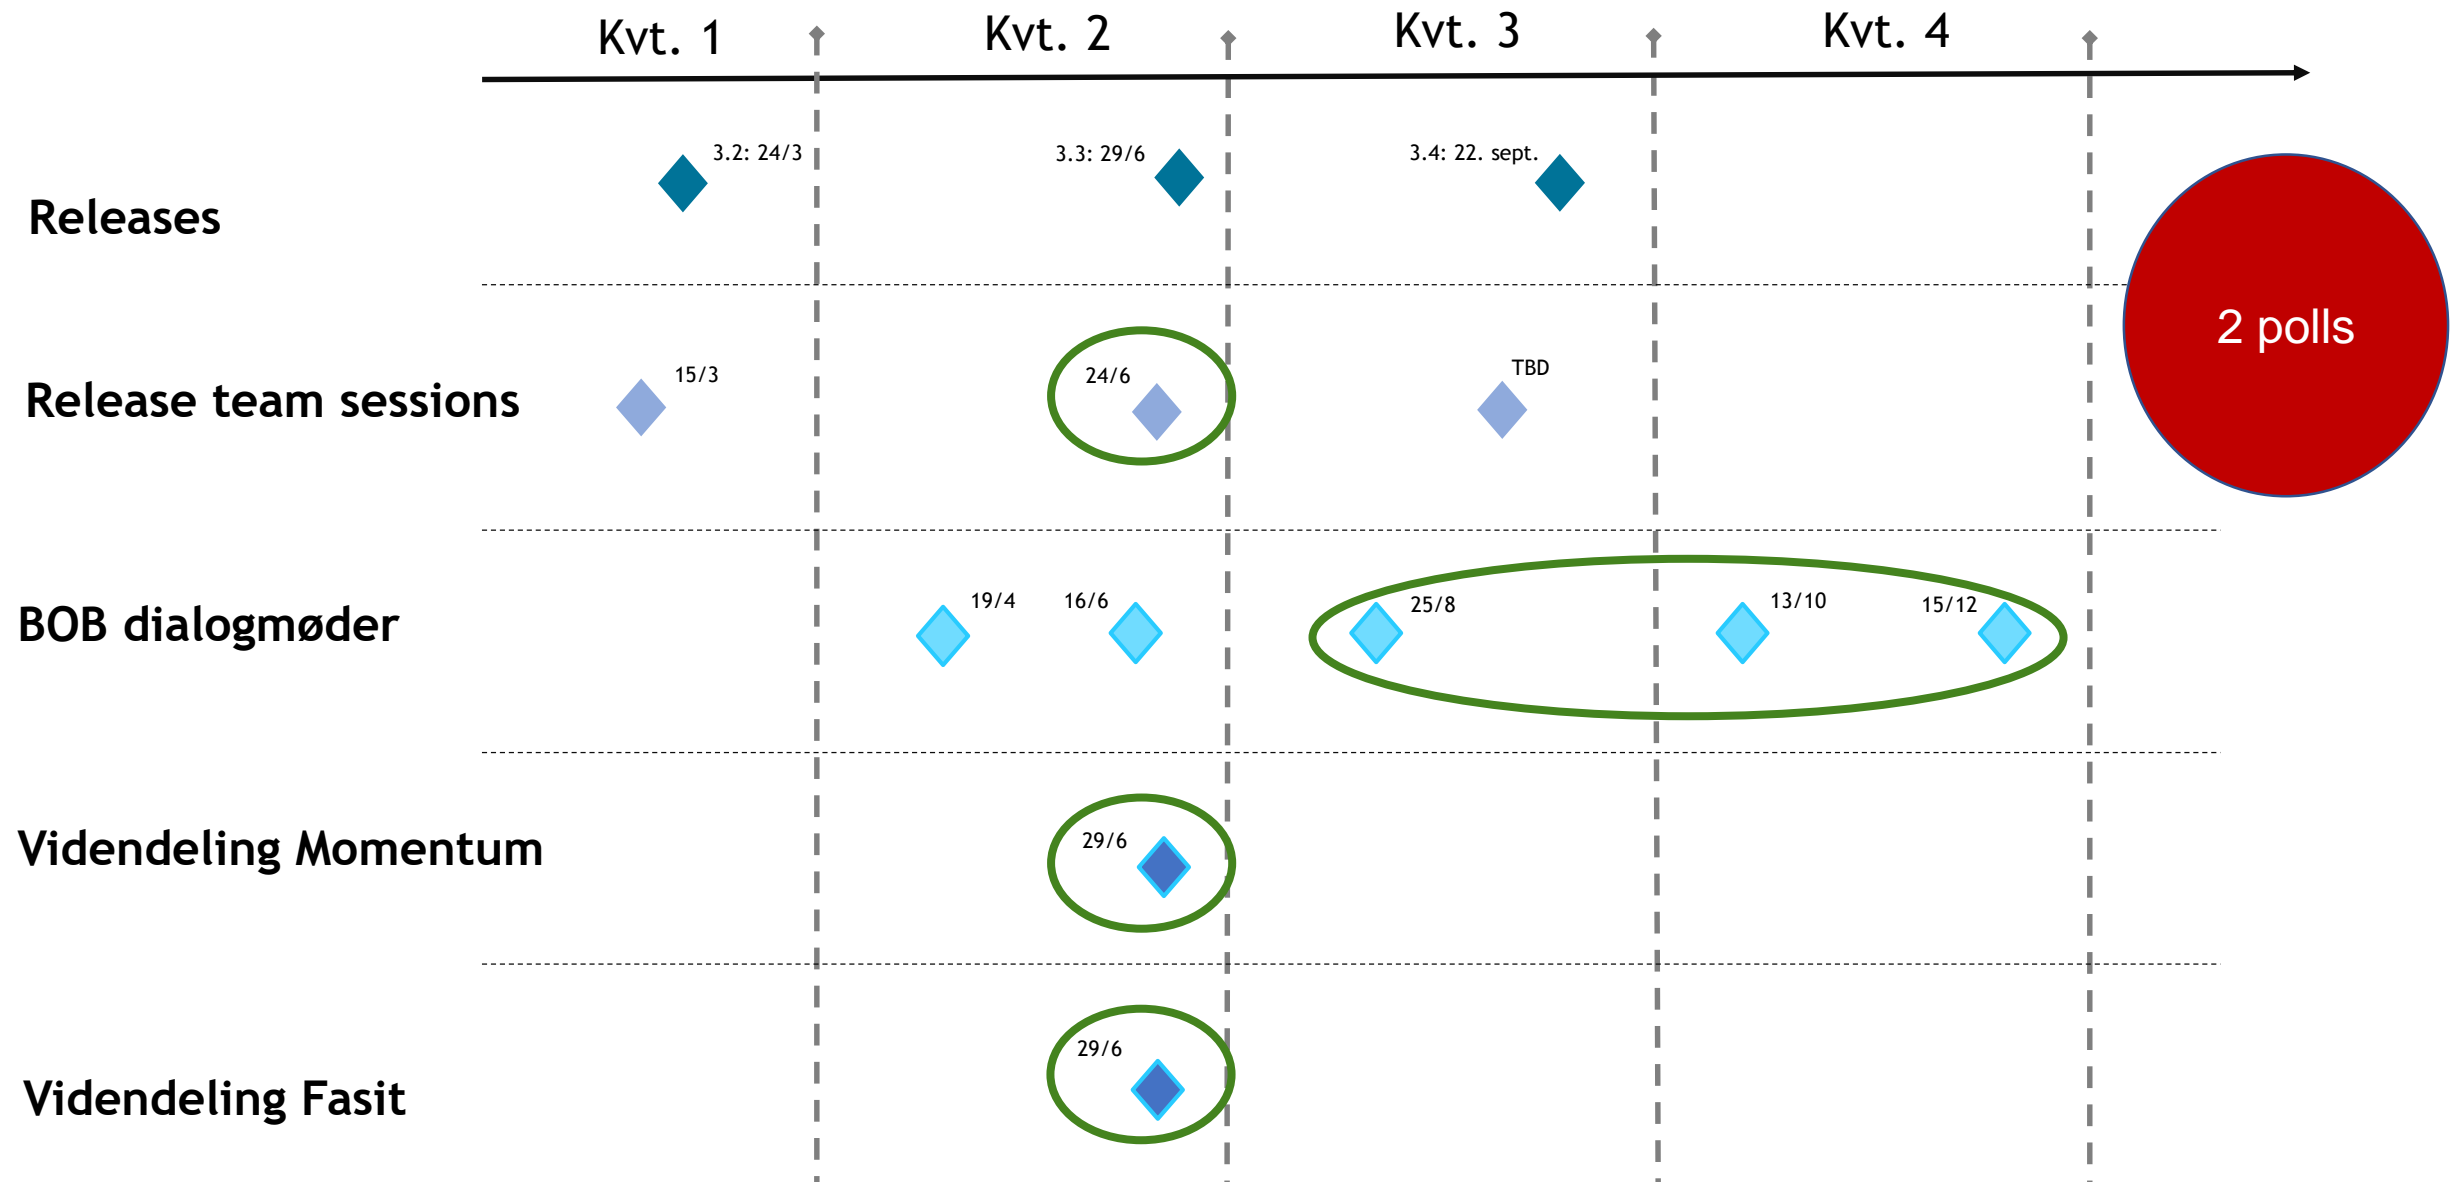 Kvt. 1
Kvt. 2
Kvt. 3
Kvt. 4
Releases
3.2: 24/3
3.3: 29/6
3.4: 22. sept.
2 polls
Release team sessions
15/3
24/6
TBD
BOB dialogmøder
19/4
16/6
25/8
13/10
15/12
Videndeling Momentum
29/6
Videndeling Fasit
29/6